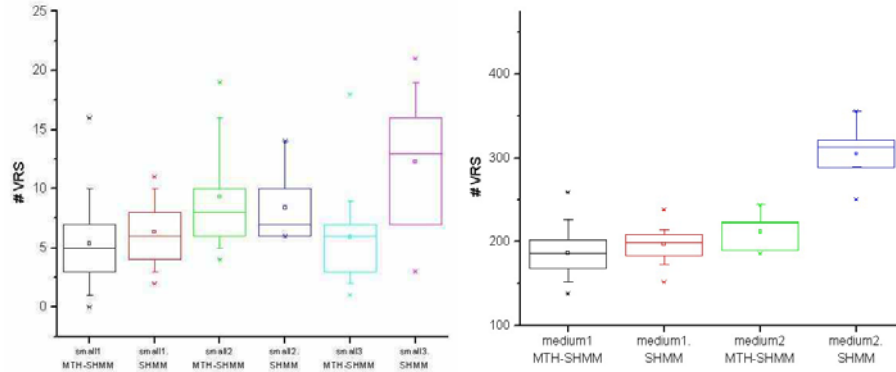 25
20
15
10
5
0
#VRS
small1 small1. small2 small2. small3 small3.
MTH-SHMM SHMM MTH-SHMM SHMM MTH-SHMM SHMM
400
300
200
100
# VRS
medium1 medium1. medium2 medium2.
MTH-SHMM SHMM MTH-SHMM SHMM